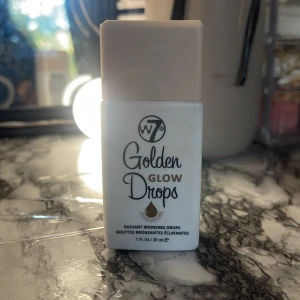 W7
Golden
GLOW
Drops
RADIANT BRONZING DROPS
GOUTTES BRONZANTES ÉCLATANTES
1 fl. Oz / 30 ml ℮